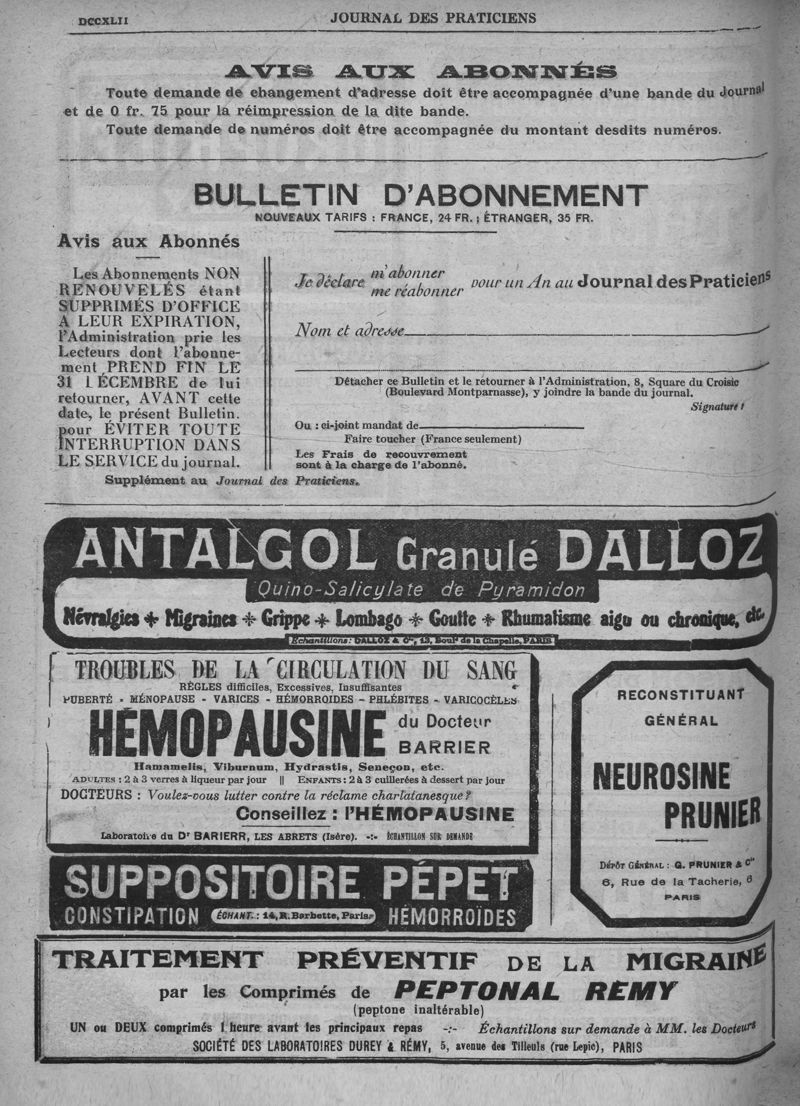 DCCXLII
JOURNAL DES PRATICIENS
AVIS AUX ABONNÉS
Toute demande de changement d'adresse doit être accompagnée d'une bande du Journal
et de 0 fr. 75 pour la réimpression de la dite bande.
Toute demande de numéros doit être accompagnée du montant desdits numéros.
BULLETIN D'ABONNEMENT
NOUVEAUX TARIFS : FRANCE, 24 FR. ; ÉTRANGER, 35 FR.
Avis aux Abonnés
Les Abonnements NON
RENOUVELÉS étant
SUPPRIMÉS D'OFFICE
A LEUR EXPIRATION,
l'Administration prie les
Lecteurs dont l'abonne-
ment PREND FIN LE
31 DÉCEMBRE de lui
retourner, AVANT cette
date, le présent Bulletin.
pour ÉVITER TOUTE
INTERRUPTION DANS
LE SERVICE du journal.
Je déclare m'abonner me réabonner pour un An au Journal des Praticiens
Nom et adresse
Détacher ce Bulletin et le retourner à l'Administration, 8, Square du Croisic
(Boulevard Montparnasse), y joindre la bande du journal.
Signature :
Ou : ci-joint mandat de
Faire toucher (France seulement)
Les Frais de recouvrement
sont à la charge de l'abonné.
Supplément au Journal des Praticiens.
ANTALGOL Granulé DALLOZ
Quino-Salicylate de Pyramidon
Névralgies + Migraines + Grippe + Lombago + Goutte + Rhumatisme aigu ou chronique, etc.
Echantillons : DALLOZ & Cie, 13, Boulᵈ de la Chapelle, PARIS
TROUBLES DE LA CIRCULATION DU SANG
RÈGLES difficiles, Excessives, Insuffisantes
PUBERTÉ - MÉNOPAUSE - VARICES - HÉMORROIDES - PHLÉBITES - VARICOCÈLES
HÉMOPAUSINE du Docteur BARRIER
Hamamelis, Viburnum, Hydrastis, Seneçon, etc.
ADULTES : 2 à 3 verres à liqueur par jour || ENFANTS : 2 à 3 cuillerées à dessert par jour
DOCTEURS : Voulez-vous lutter contre la réclame charlatanesque ?
Conseillez : l'HÉMOPAUSINE
Laboratoire du Dr BARIERR, LES ABRETS (Isère). -:- ÉCHANTILLON SUR DEMANDE
RECONSTITUANT
GÉNÉRAL
NEUROSINE
PRUNIER
DÉPÔT GÉNÉRAL : G. PRUNIER & Cie
6, Rue de la Tacherie, 6
PARIS
SUPPOSITOIRE PÉPET
CONSTIPATION ÉCHANT. : 14, R. Barbette, Paris. HÉMORROÏDES
TRAITEMENT PRÉVENTIF DE LA MIGRAINE
par les Comprimés de PEPTONAL REMY
(peptone inaltérable)
UN ou DEUX comprimés 1 heure avant les principaux repas -:- Échantillons sur demande à MM. les Docteurs
SOCIÉTÉ DES LABORATOIRES DUREY & RÉMY, 5, avenue des Tilleuls (rue Lepic), PARIS